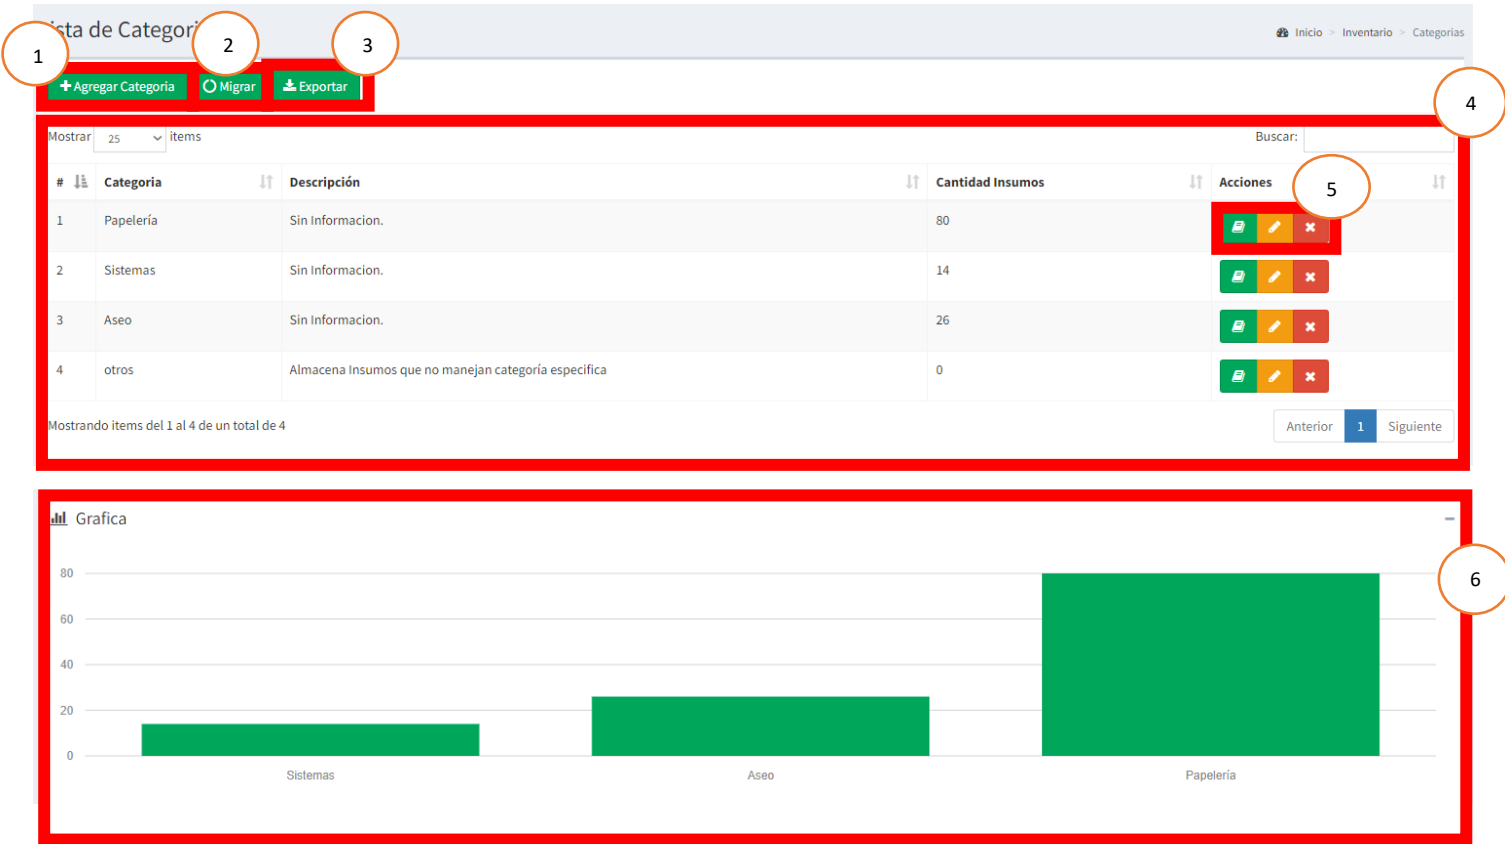 ista de Categori
Inicio > Inventario > Categorias
1
2
3
Agregar Categoria
Migrar
Exportar
4
Mostrar 25 items
Buscar:
# Categoria Descripción Cantidad Insumos Acciones
5
1 Papelería Sin Informacion. 80
2 Sistemas Sin Informacion. 14
3 Aseo Sin Informacion. 26
4 otros Almacena Insumos que no manejan categoría especifica 0
Mostrando items del 1 al 4 de un total de 4
Anterior 1 Siguiente
Grafica
6
80
60
40
20
0
Sistemas Aseo Papelería